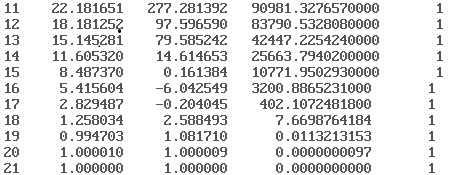 11 22.181651 277.281392 90981.3276570000 1
12 18.181252 97.596590 83790.5328080000 1
13 15.145281 79.585242 42447.2254240000 1
14 11.605320 14.614653 25663.7940200000 1
15 8.487370 0.161384 10771.9502930000 1
16 5.415604 -6.042549 3200.8865231000 1
17 2.829487 -0.204045 402.1072481800 1
18 1.258034 2.588493 7.6698764184 1
19 0.994703 1.081710 0.0113213153 1
20 1.000010 1.000009 0.0000000097 1
21 1.000000 1.000000 0.0000000000 1